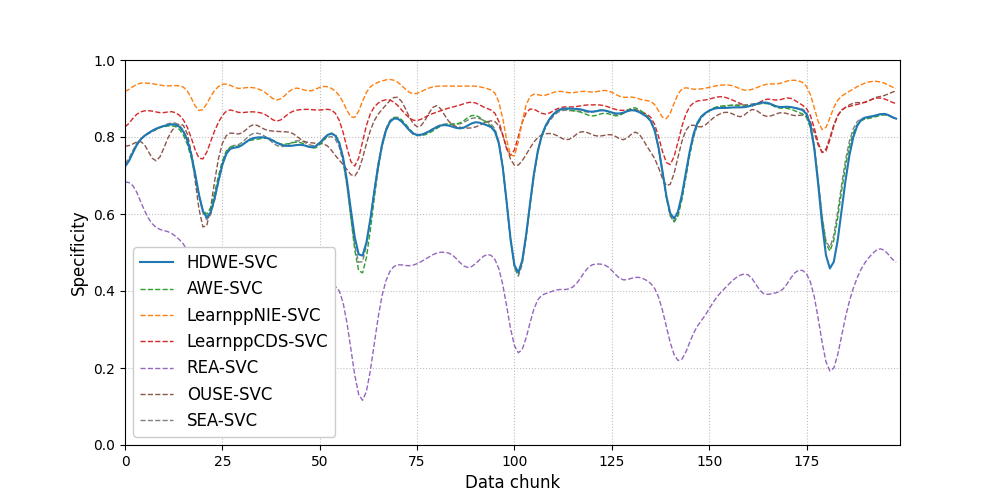 1.0
0.8
0.6
0.4
0.2
0.0
Specificity
HDWE-SVC
AWE-SVC
LearnppNIE-SVC
LearnppCDS-SVC
REA-SVC
OUSE-SVC
SEA-SVC
0 25 50 75 100 125 150 175
Data chunk